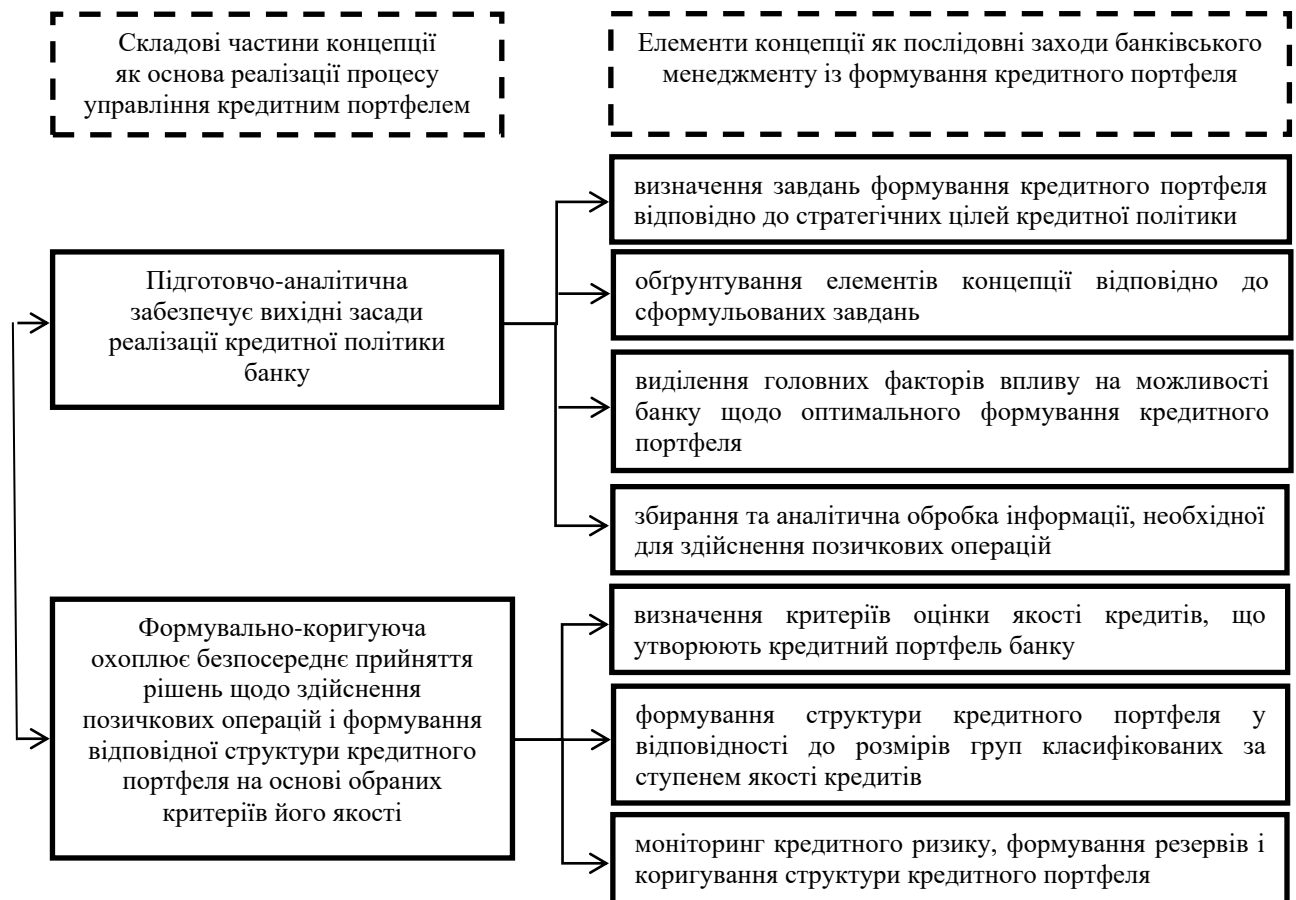 Складові частини концепції
як основа реалізації процесу
управління кредитним портфелем
Елементи концепції як послідовні заходи банківського
менеджменту із формування кредитного портфеля
Підготовчо-аналітична
забезпечує вихідні засади
реалізації кредитної політики
банку
визначення завдань формування кредитного портфеля
відповідно до стратегічних цілей кредитної політики
обґрунтування елементів концепції відповідно до
сформульованих завдань
виділення головних факторів впливу на можливості
банку щодо оптимального формування кредитного
портфеля
збирання та аналітична обробка інформації, необхідної
для здійснення позичкових операцій
Формувально-коригуюча
охоплює безпосереднє прийняття
рішень щодо здійснення
позичкових операцій і формування
відповідної структури кредитного
портфеля на основі обраних
критеріїв його якості
визначення критеріїв оцінки якості кредитів, що
утворюють кредитний портфель банку
формування структури кредитного портфеля у
відповідності до розмірів груп класифікованих за
ступенем якості кредитів
моніторинг кредитного ризику, формування резервів і
коригування структури кредитного портфеля